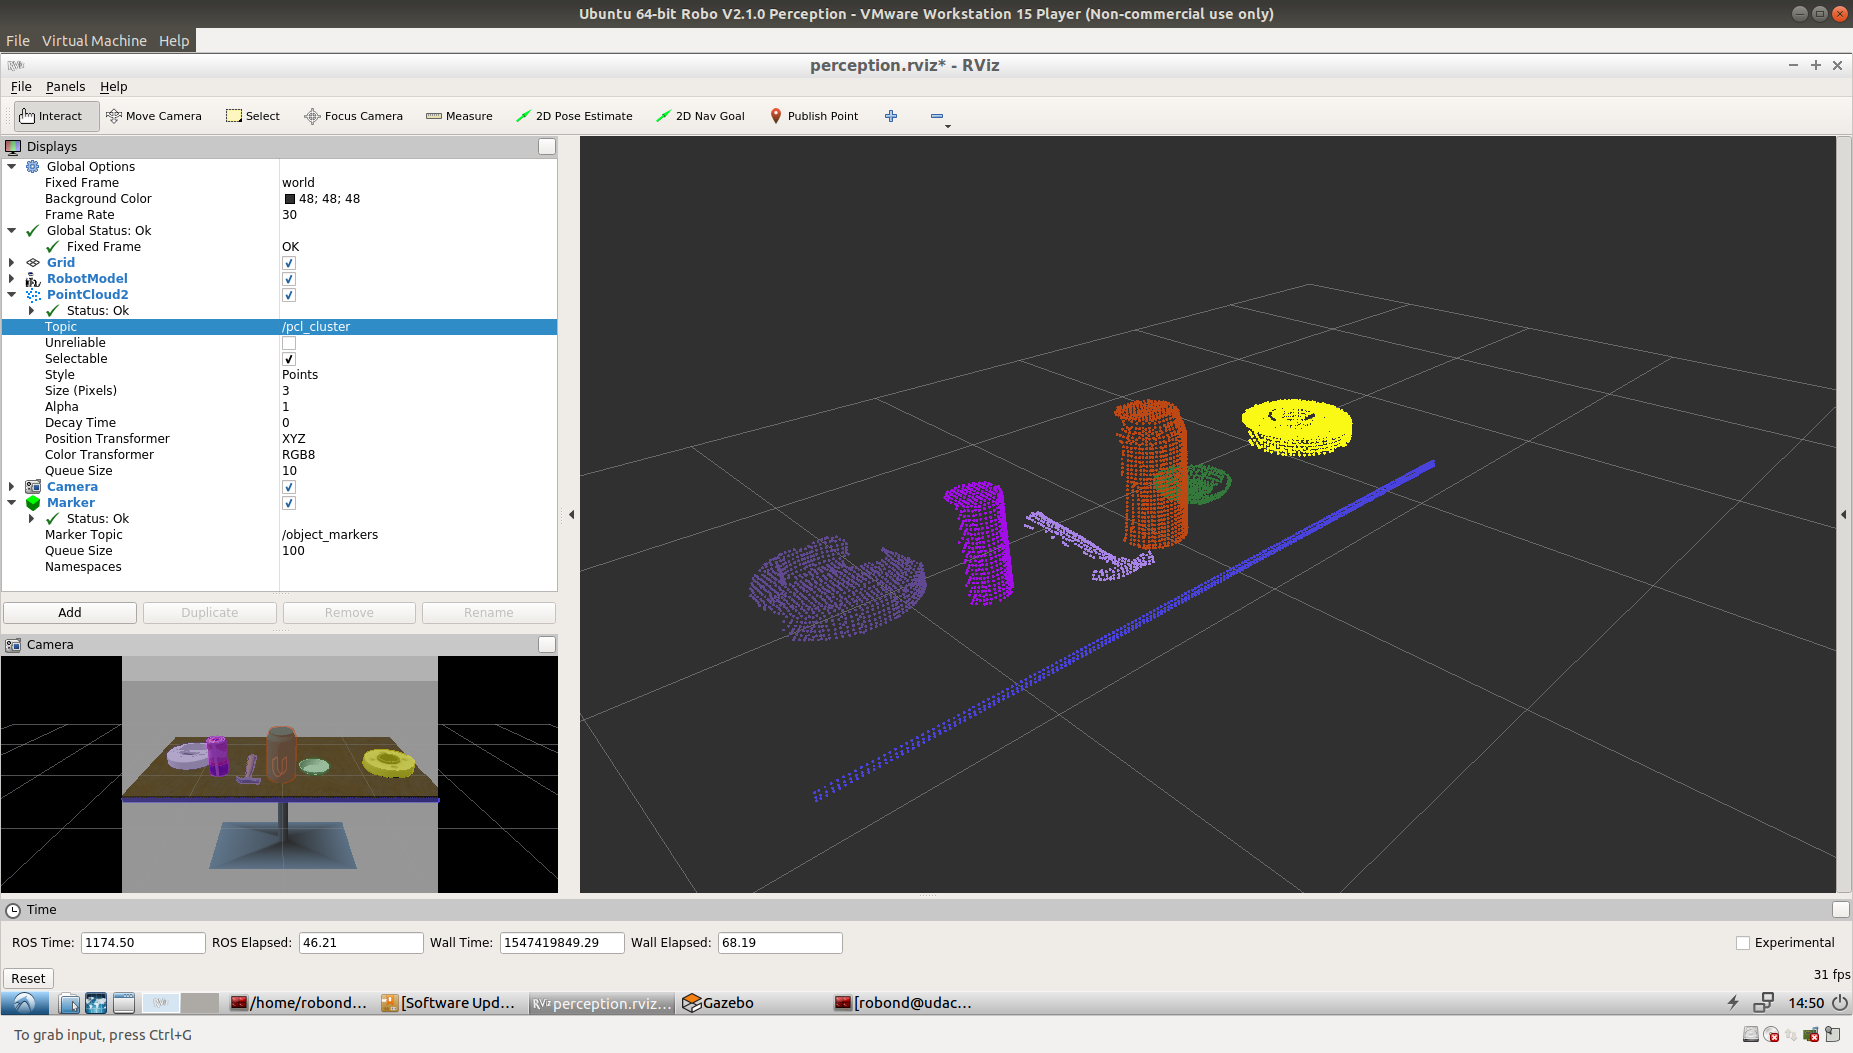 Ubuntu 64-bit Robo V2.1.0 Perception - VMware Workstation 15 Player (Non-commercial use only)
File Virtual Machine Help
RViz perception.rviz* - RViz
File Panels Help
Interact Move Camera Select Focus Camera Measure 2D Pose Estimate 2D Nav Goal Publish Point
Displays
Global Options
Fixed Frame world
Background Color 48; 48; 48
Frame Rate 30
Global Status: Ok
Fixed Frame OK
Grid
RobotModel
PointCloud2
Status: Ok
Topic /pcl_cluster
Unreliable
Selectable
Style Points
Size (Pixels) 3
Alpha 1
Decay Time 0
Position Transformer XYZ
Color Transformer RGB8
Queue Size 10
Camera
Marker
Status: Ok
Marker Topic /object_markers
Queue Size 100
Namespaces
Add Duplicate Remove Rename
Camera
Time
ROS Time: 1174.50 ROS Elapsed: 46.21 Wall Time: 1547419849.29 Wall Elapsed: 68.19 Experimental
Reset 31 fps
RViz /home/robond... [Software Upd... RViz perception.rviz... Gazebo [robond@udac... 14:50
To grab input, press Ctrl+G